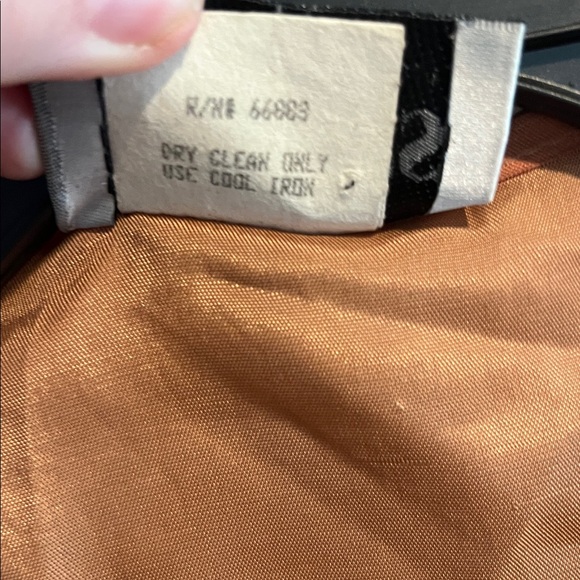 R/N# 66883
DRY CLEAN ONLY
USE COOL IRON
S